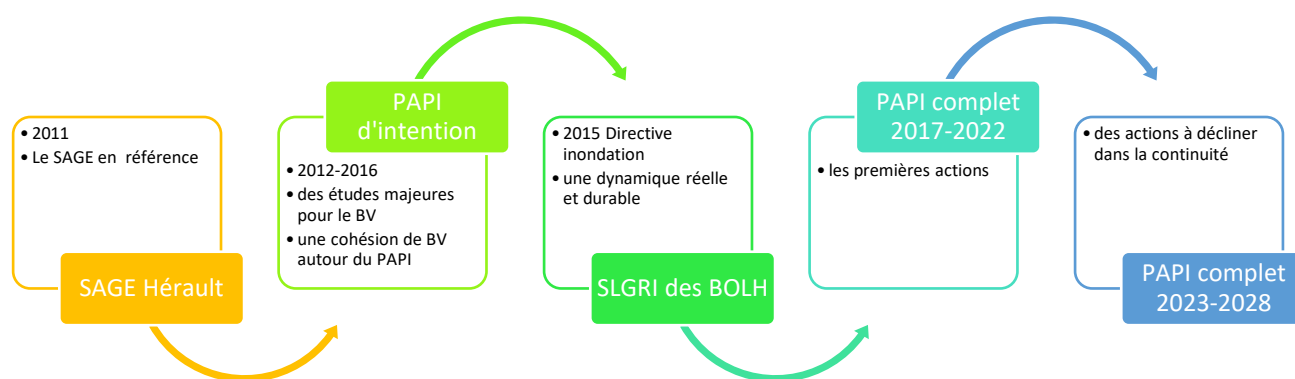 • 2011
• Le SAGE en référence
SAGE Hérault
PAPI
d'intention
• 2012-2016
• des études majeures
pour le BV
• une cohésion de BV
autour du PAPI
• 2015 Directive
inondation
• une dynamique réelle
et durable
SLGRI des BOLH
PAPI complet
2017-2022
• les premières actions
• des actions à décliner
dans la continuité
PAPI complet
2023-2028